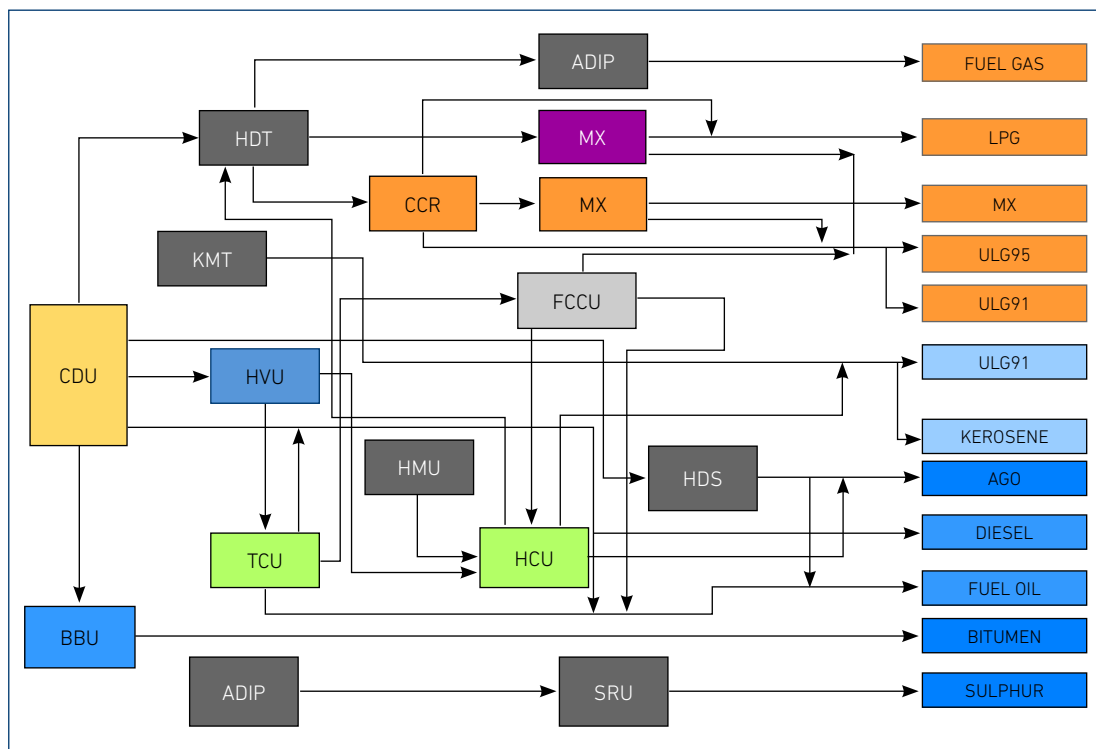 ADIP
FUEL GAS
HDT
MX
LPG
CCR
MX
MX
KMT
ULG95
FCCU
ULG91
CDU
HVU
ULG91
KEROSENE
HMU
HDS
AGO
TCU
HCU
DIESEL
FUEL OIL
BBU
BITUMEN
ADIP
SRU
SULPHUR